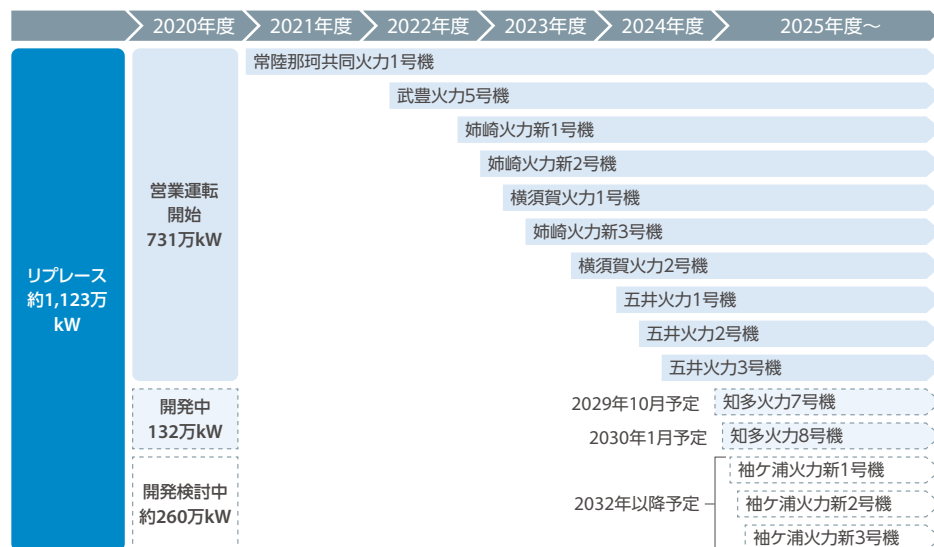 2020年度
2021年度
2022年度
2023年度
2024年度
2025年度～
リプレース
約1,123万
kW
営業運転
開始
731万kW
常陸那珂共同火力1号機
武豊火力5号機
姉崎火力新1号機
姉崎火力新2号機
横須賀火力1号機
姉崎火力新3号機
横須賀火力2号機
五井火力1号機
五井火力2号機
五井火力3号機
開発中
132万kW
2029年10月予定
知多火力7号機
2030年1月予定
知多火力8号機
開発検討中
約260万kW
2032年以降予定
袖ケ浦火力新1号機
袖ケ浦火力新2号機
袖ケ浦火力新3号機